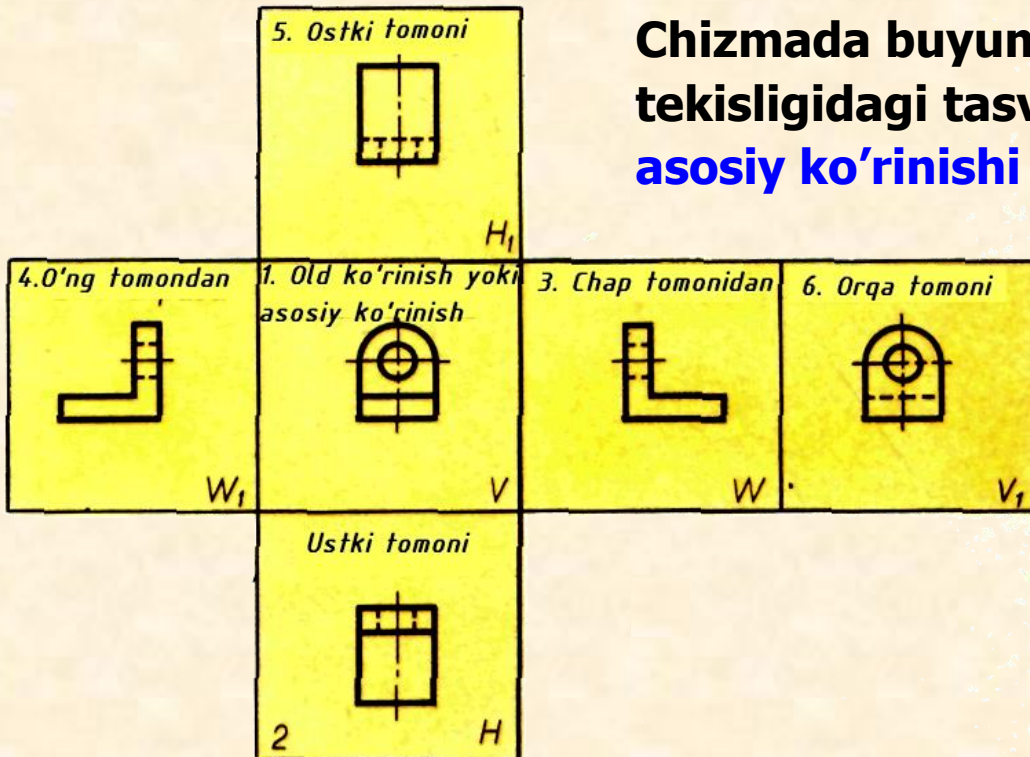 5. Ostki tomoni
H₁
Chizmada buyum
tekisligidagi
asosiy ko’rinishi
4.O'ng tomondan
W₁
1. Old ko'rinish yoki
asosiy ko'rinish
V
3. Chap tomonidan
W
6. Orqa tomoni
V₁
Ustki tomoni
2
H